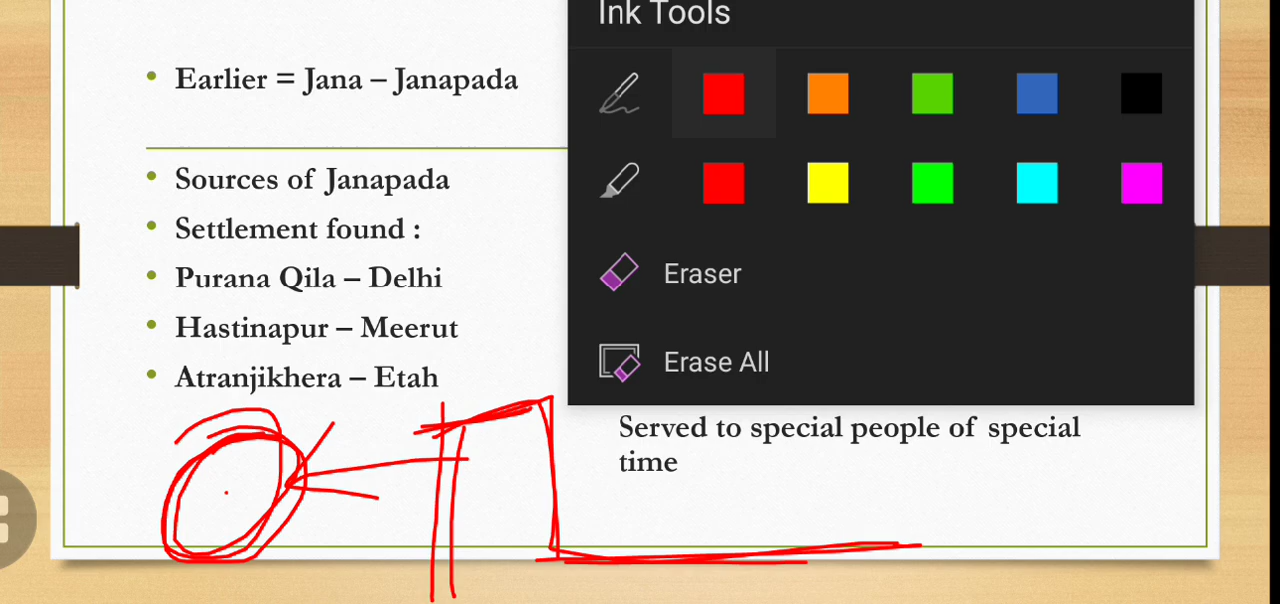 Ink Tools
Earlier = Jana – Janapada
Sources of Janapada
Settlement found :
Purana Qila – Delhi
Hastinapur – Meerut
Atranjikhera – Etah
Eraser
Erase All
Served to special people of special
time